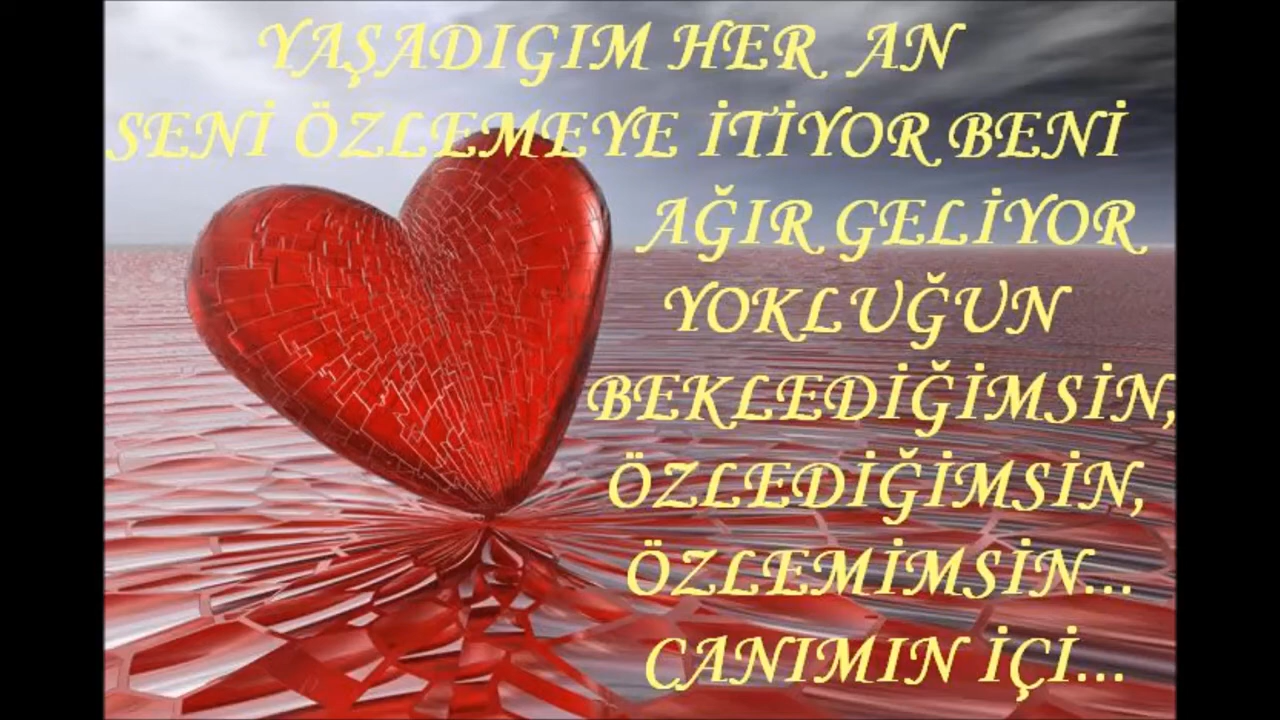 YAŞADIGIM HER AN
SENİ ÖZLEMEYE İTİYOR BENİ
AĞIR GELİYOR
YOKLUĞUN
BEKLEDİĞİMSİN,
ÖZLEDİĞİMSİN,
ÖZLEMİMSİN...
CANIMIN İÇİ...